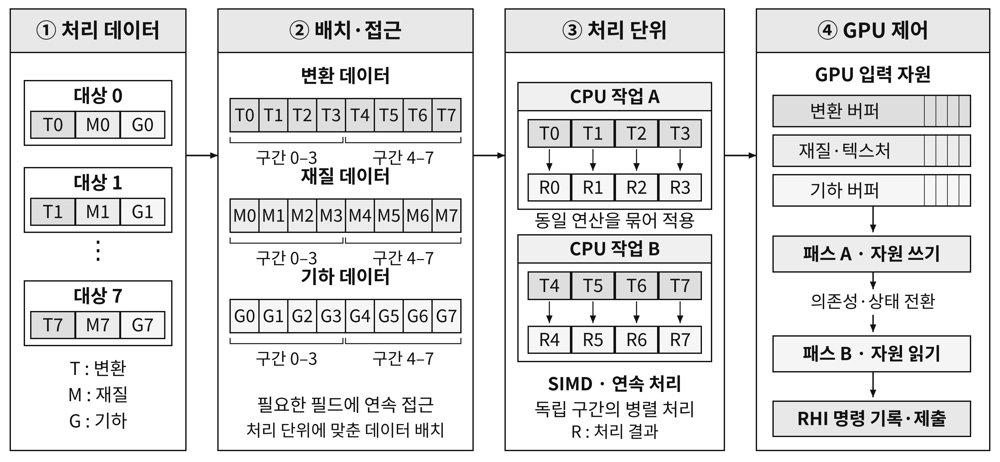 ① 처리 데이터
대상 0
T0 M0 G0
대상 1
T1 M1 G1
⋮
대상 7
T7 M7 G7
T : 변환
M : 재질
G : 기하
② 배치·접근
변환 데이터
T0 T1 T2 T3 T4 T5 T6 T7
구간 0–3 구간 4–7
재질 데이터
M0 M1 M2 M3 M4 M5 M6 M7
구간 0–3 구간 4–7
기하 데이터
G0 G1 G2 G3 G4 G5 G6 G7
구간 0–3 구간 4–7
필요한 필드에 연속 접근
처리 단위에 맞춘 데이터 배치
③ 처리 단위
CPU 작업 A
T0 T1 T2 T3
R0 R1 R2 R3
동일 연산을 묶어 적용
CPU 작업 B
T4 T5 T6 T7
R4 R5 R6 R7
SIMD · 연속 처리
독립 구간의 병렬 처리
R : 처리 결과
④ GPU 제어
GPU 입력 자원
변환 버퍼
재질·텍스처
기하 버퍼
패스 A · 자원 쓰기
의존성·상태 전환
패스 B · 자원 읽기
RHI 명령 기록·제출